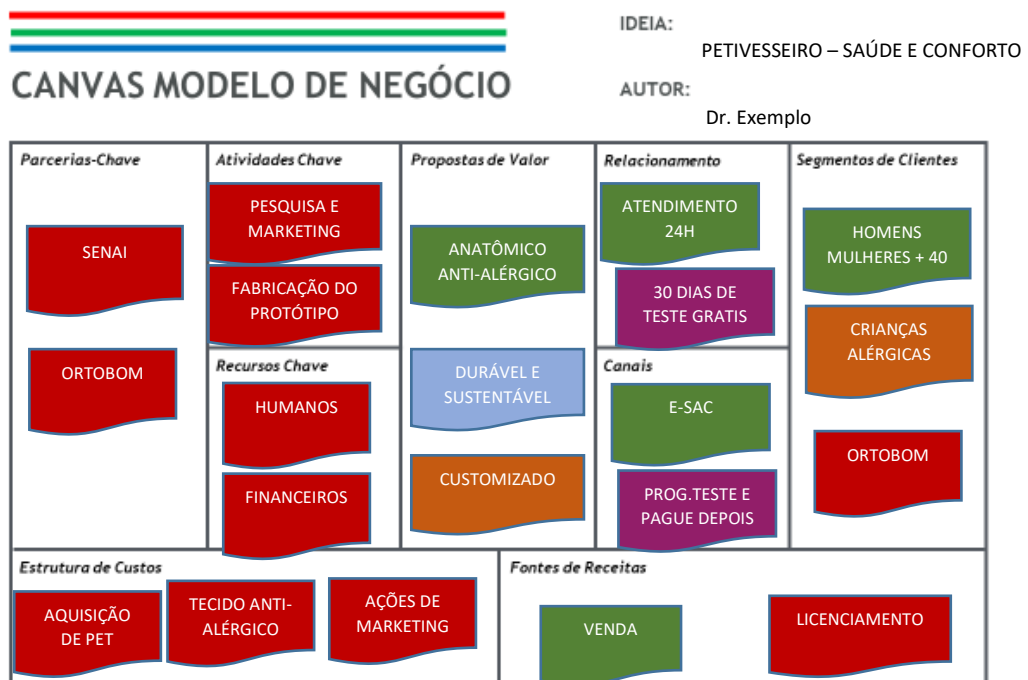 CANVAS MODELO DE NEGÓCIO
IDEIA:
PETIVESSEIRO – SAÚDE E CONFORTO
AUTOR:
Dr. Exemplo
Parcerias-Chave
SENAI
ORTOBOM
Atividades Chave
PESQUISA E
MARKETING
FABRICAÇÃO DO
PROTÓTIPO
Recursos Chave
HUMANOS
FINANCEIROS
Propostas de Valor
ANATÔMICO
ANTI-ALÉRGICO
DURÁVEL E
SUSTENTÁVEL
CUSTOMIZADO
Relacionamento
ATENDIMENTO
24H
30 DIAS DE
TESTE GRATIS
Canais
E-SAC
PROG.TESTE E
PAGUE DEPOIS
Segmentos de Clientes
HOMENS
MULHERES + 40
CRIANÇAS
ALÉRGICAS
ORTOBOM
Estrutura de Custos
AQUISIÇÃO
DE PET
TECIDO ANTI-
ALÉRGICO
AÇÕES DE
MARKETING
Fontes de Receitas
VENDA
LICENCIAMENTO